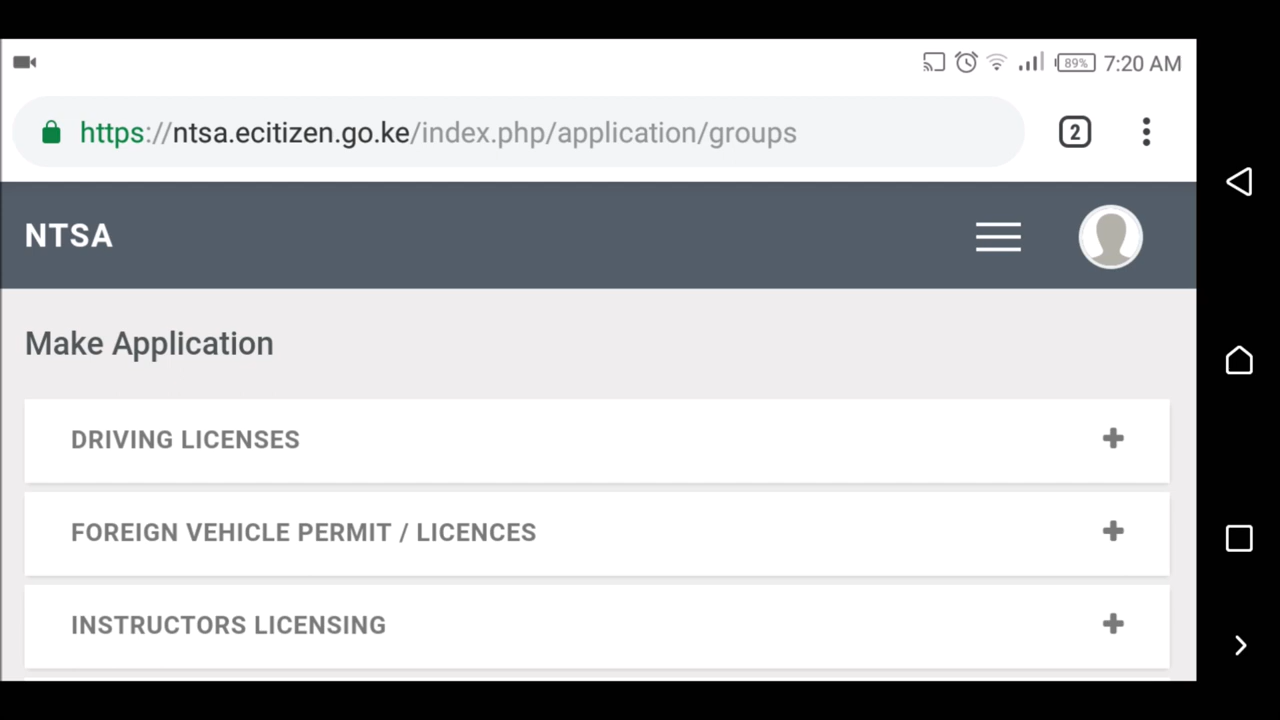 89% 7:20 AM
https://ntsa.ecitizen.go.ke/index.php/application/groups 2
NTSA
Make Application
DRIVING LICENSES
FOREIGN VEHICLE PERMIT / LICENCES
INSTRUCTORS LICENSING